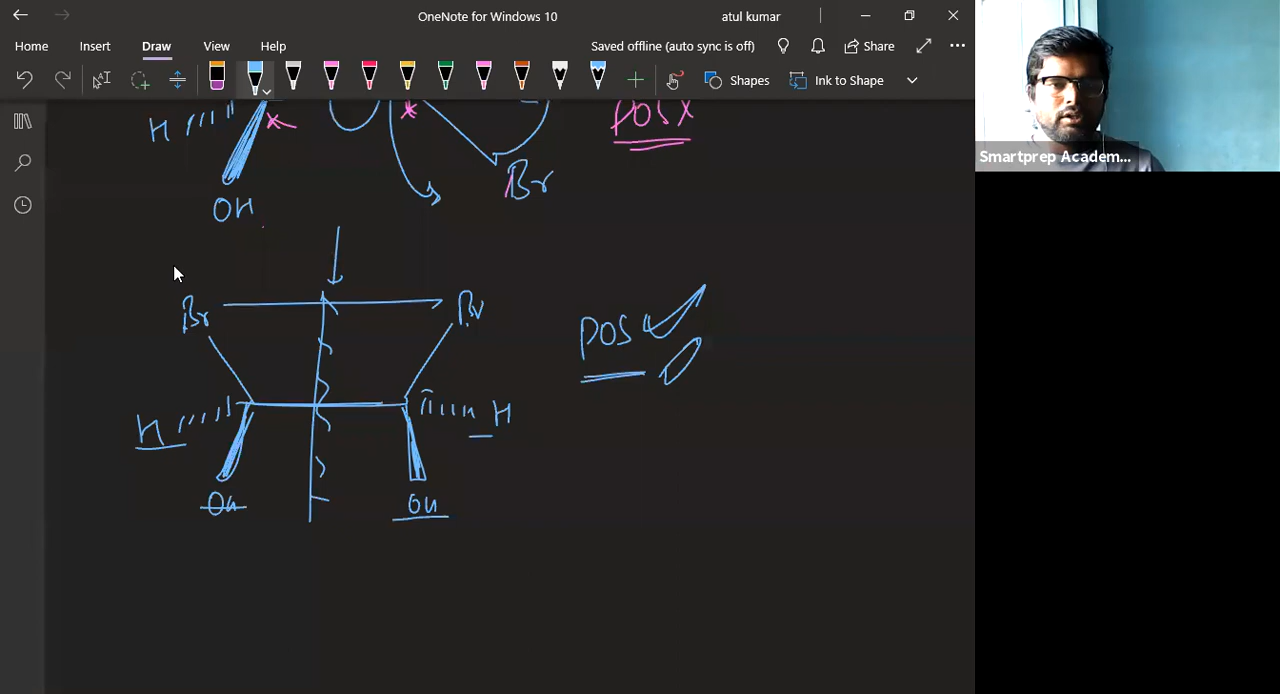 OneNote for Windows 10
atul kumar
Home Insert Draw View Help
Saved offline (auto sync is off)
Share
Shapes
Ink to Shape
Smartprep Academ...
H
POS X
Br
OH
Br
Br
POS
H
H
OH
OH